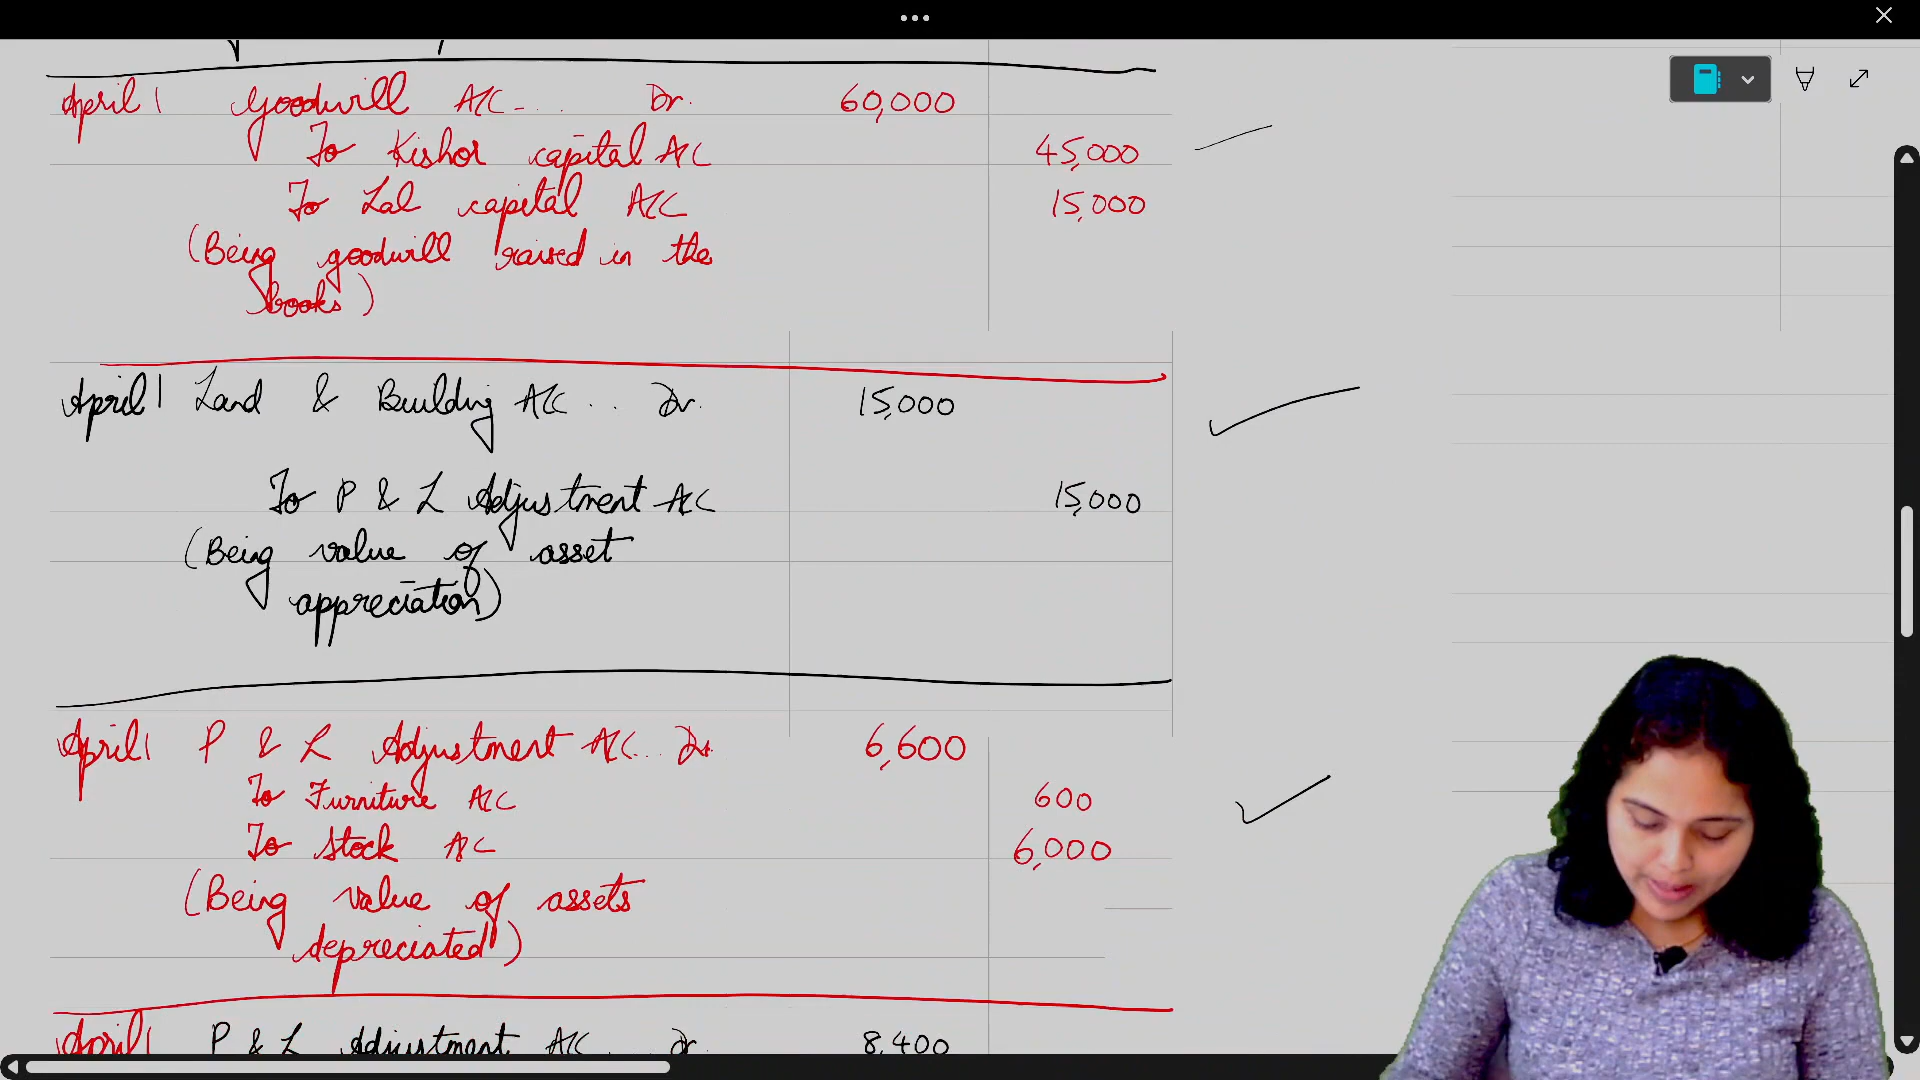 April 1 Goodwill A/C... Dr. 60,000
To Kishor capital A/C 45,000
To Lal capital A/C 15,000
(Being goodwill raised in the
books)
April 1 Land & Building A/C .. Dr. 15,000
To P & L Adjustment A/C 15,000
(Being value of asset
appreciation)
April 1 P & L Adjustment A/C.. Dr. 6,600
To Furniture A/C 600
To Stock A/C 6,000
(Being value of assets
depreciated)
April 1 P & L Adjustment A/C.. Dr. 8,400